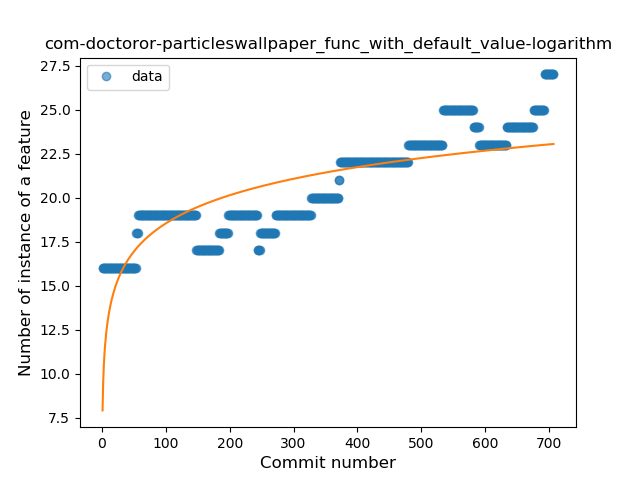 com-doctoror-particleswallpaper_func_with_default_value-logarithm
data
27.5
25.0
22.5
20.0
17.5
15.0
12.5
10.0
7.5
Number of instance of a feature
0 100 200 300 400 500 600 700
Commit number